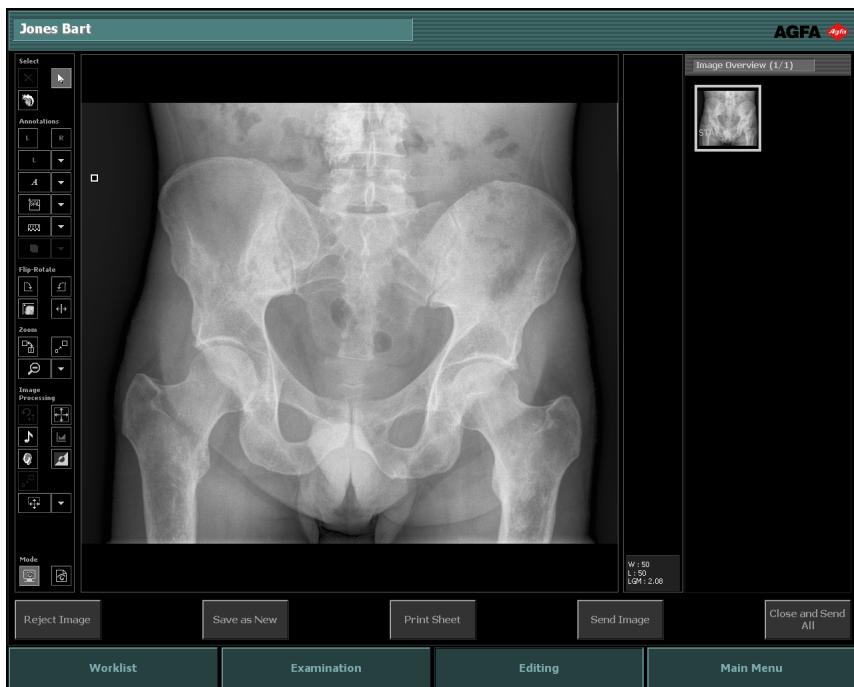 Jones Bart
AGFA
Agfa
Select
Image Overview (1/1)
Annotations
L R
L
A
Flip-Rotate
Zoom
Image
Processing
Mode
W : 50
L : 50
LGM : 2.08
Reject Image
Save as New
Print Sheet
Send Image
Close and Send
All
Worklist
Examination
Editing
Main Menu